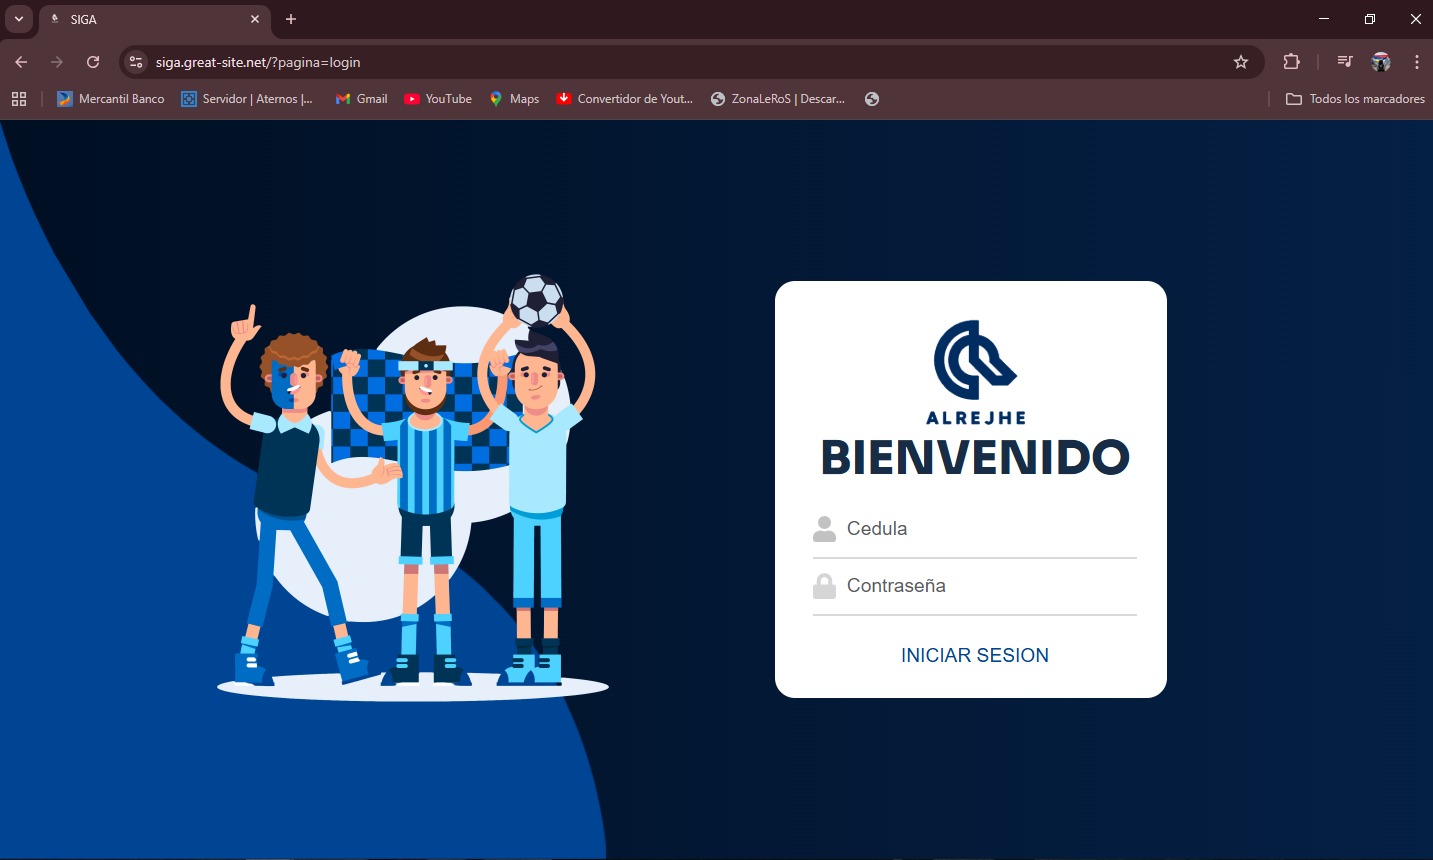 SIGA
siga.great-site.net/?pagina=login
Mercantil Banco
Servidor | Aternos |...
Gmail
YouTube
Maps
Convertidor de Yout...
ZonaLeRoS | Descar...
Todos los marcadores
ALREJHE
BIENVENIDO
Cedula
Contraseña
INICIAR SESION